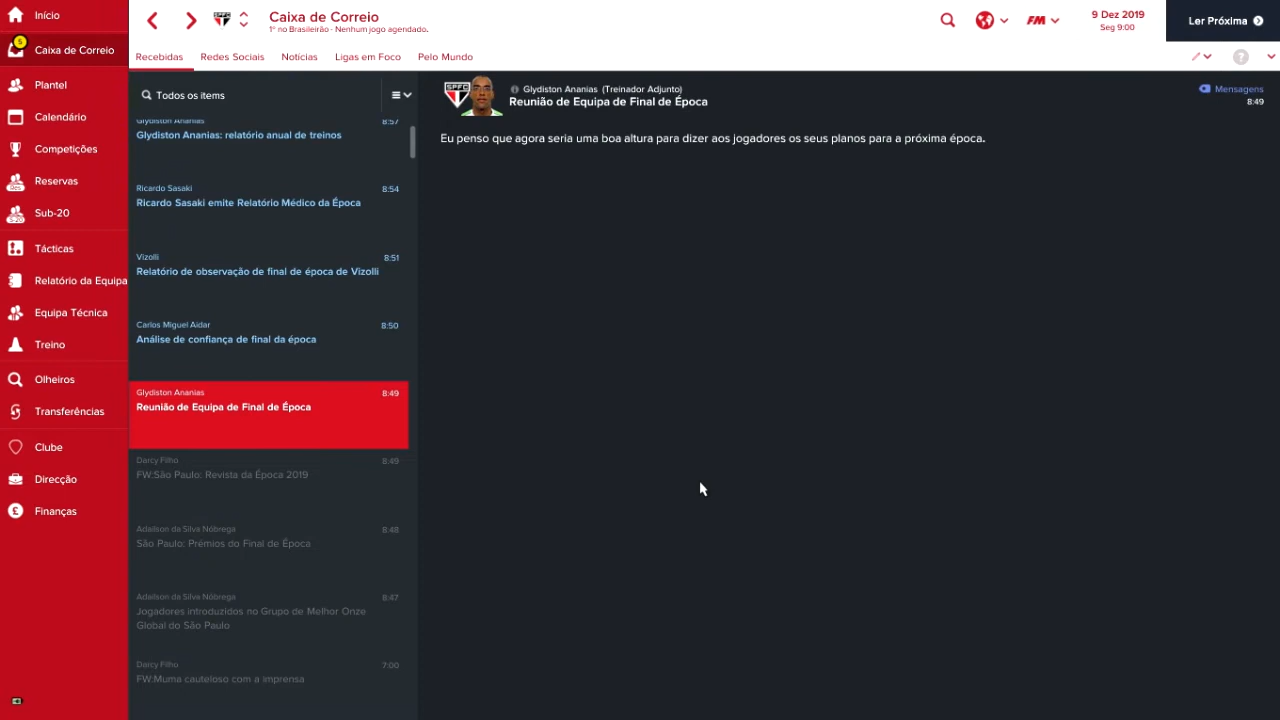 Início
Caixa de Correio
5
Plantel
Calendário
Competições
Reservas
Res
Sub-20
S-20
Tácticas
Relatório da Equipa
Equipa Técnica
Treino
Olheiros
Transferências
Clube
Direcção
Finanças
Caixa de Correio
1º no Brasileirão - Nenhum jogo agendado.
FM
9 Dez 2019
Seg 9:00
Ler Próxima
Recebidas
Redes Sociais
Notícias
Ligas em Foco
Pelo Mundo
?
Todos os items
Glydiston Ananias 8:57
Glydiston Ananias: relatório anual de treinos
Ricardo Sasaki 8:54
Ricardo Sasaki emite Relatório Médico da Época
Vizolli 8:51
Relatório de observação de final de época de Vizolli
Carlos Miguel Aidar 8:50
Análise de confiança de final da época
Glydiston Ananias 8:49
Reunião de Equipa de Final de Época
Darcy Filho 8:49
FW:São Paulo: Revista da Época 2019
Adailson da Silva Nóbrega 8:48
São Paulo: Prémios do Final de Época
Adailson da Silva Nóbrega 8:47
Jogadores introduzidos no Grupo de Melhor Onze
Global do São Paulo
Darcy Filho 7:00
FW:Muma cauteloso com a imprensa
SPFC
Glydiston Ananias (Treinador Adjunto)
Reunião de Equipa de Final de Época
Mensagens
8:49
Eu penso que agora seria uma boa altura para dizer aos jogadores os seus planos para a próxima época.